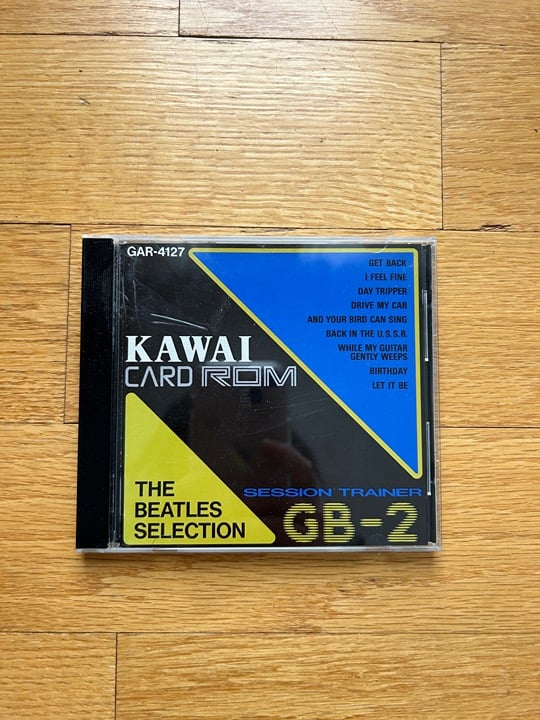 GAR-4127
GET BACK
I FEEL FINE
DAY TRIPPER
DRIVE MY CAR
AND YOUR BIRD CAN SING
BACK IN THE U.S.S.R.
WHILE MY GUITAR
GENTLY WEEPS
BIRTHDAY
LET IT BE
KAWAI
CARD ROM
THE
BEATLES
SELECTION
SESSION TRAINER
GB-2